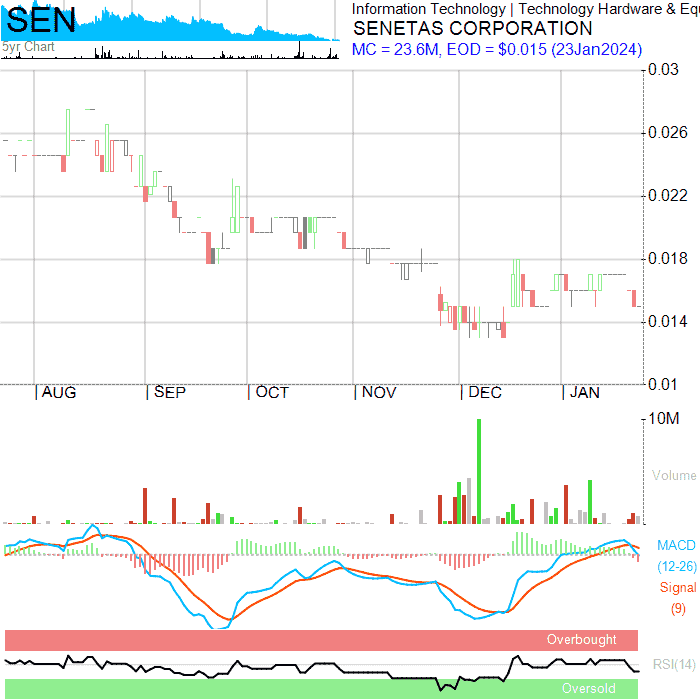 SEN
5yr Chart
Information Technology | Technology Hardware & Equ
SENETAS CORPORATION
MC = 23.6M, EOD = $0.015 (23Jan2024)
0.03
0.026
0.022
0.018
0.014
0.01
AUG SEP OCT NOV DEC JAN
10M
Volume
MACD
(12-26)
Signal
(9)
Overbought
RSI(14)
Oversold